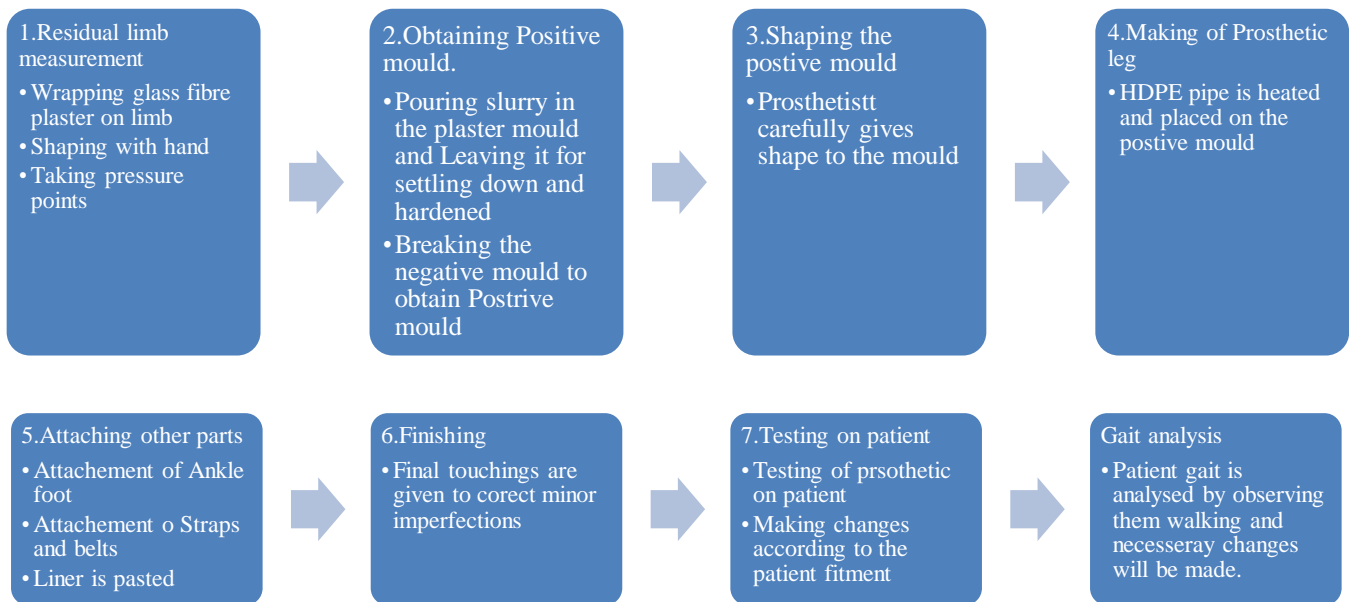 1.Residual limb
measurement
• Wrapping glass fibre
plaster on limb
• Shaping with hand
• Taking pressure
points
2.Obtaining Positive
mould.
• Pouring slurry in
the plaster mould
and Leaving it for
settling down and
hardened
• Breaking the
negative mould to
obtain Postrive
mould
3.Shaping the
postive mould
• Prosthetistt
carefully gives
shape to the mould
4.Making of Prosthetic
leg
• HDPE pipe is heated
and placed on the
postive mould
5.Attaching other parts
• Attachement of Ankle
foot
• Attachement o Straps
and belts
• Liner is pasted
6.Finishing
• Final touchings are
given to corect minor
imperfections
7.Testing on patient
• Testing of prsothetic
on patient
• Making changes
according to the
patient fitment
Gait analysis
• Patient gait is
analysed by observing
them walking and
necesseray changes
will be made.